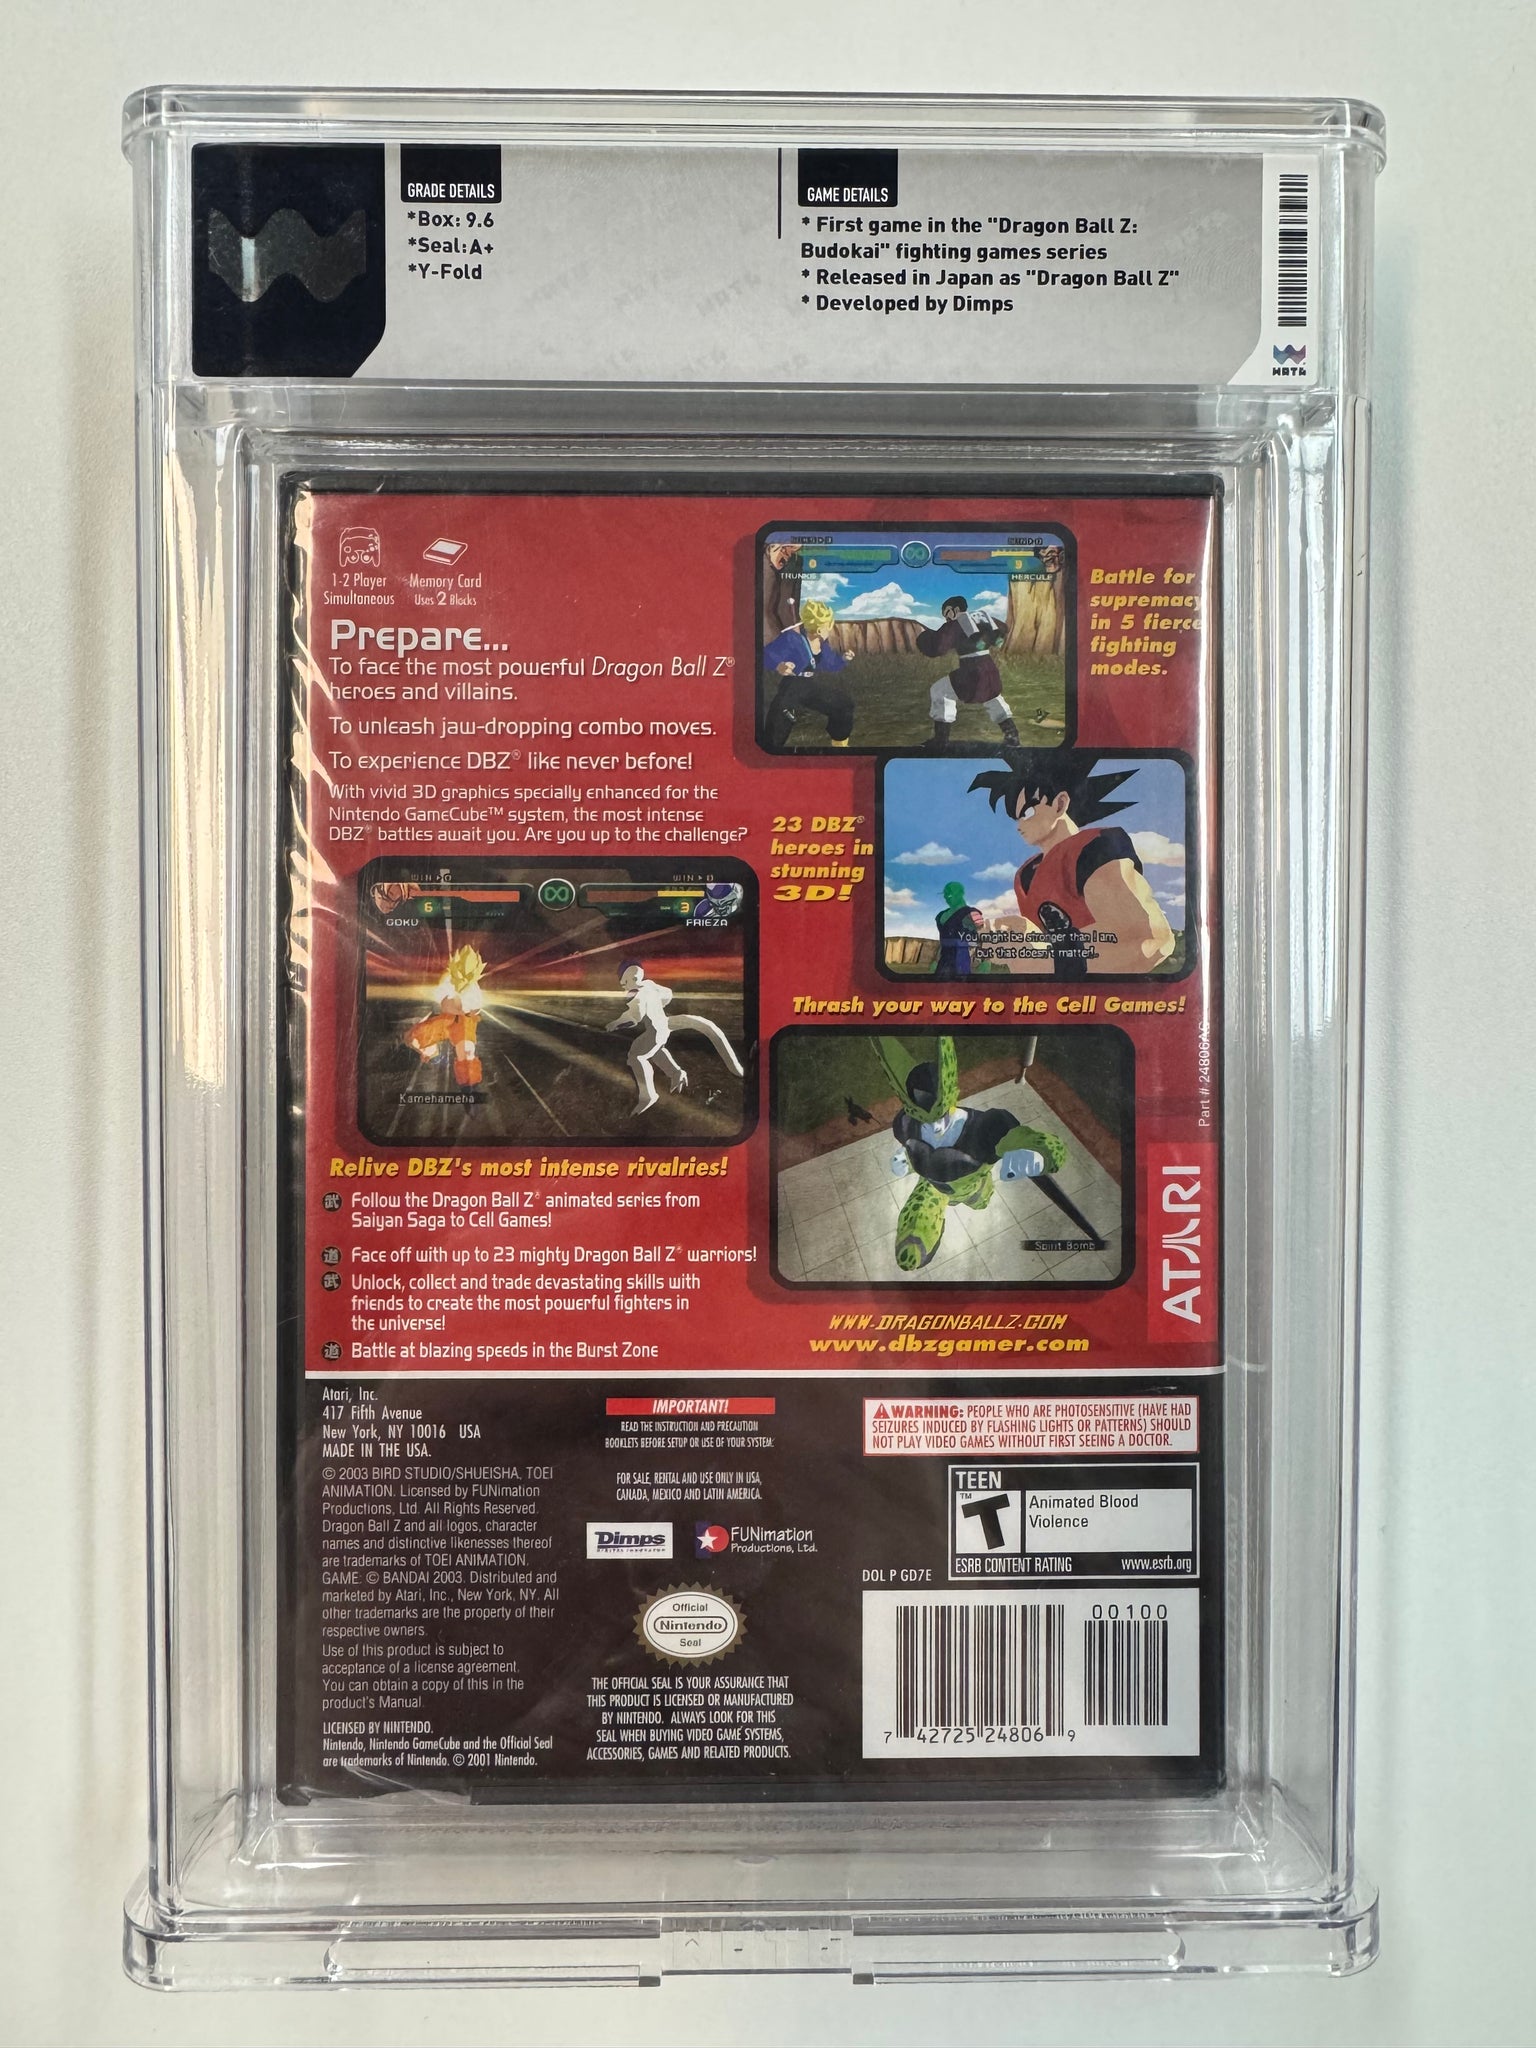 GRADE DETAILS
*Box: 9.6
*Seal:A+
*Y-Fold
GAME DETAILS
* First game in the "Dragon Ball Z:
Budokai" fighting games series
* Released in Japan as "Dragon Ball Z"
* Developed by Dimps
WATA
1-2 Player
Simultaneous
Memory Card
Uses 2 Blocks
Prepare...
To face the most powerful Dragon Ball Z®
heroes and villains.
To unleash jaw-dropping combo moves.
To experience DBZ® like never before!
With vivid 3D graphics specially enhanced for the
Nintendo GameCube™ system, the most intense
DBZ® battles await you. Are you up to the challenge?
TRUNKS
HERCULE
Battle for
supremacy
in 5 fierce
fighting
modes.
23 DBZ®
heroes in
stunning
3D!
You might be stronger than I am,
but that doesn't matter!
WIN▶0
WIN▶0
6
3
GOKU
FRIEZA
Kamehameha
Thrash your way to the Cell Games!
Spirit Bomb
Part # 24806AC
ATARI
Relive DBZ's most intense rivalries!
武 Follow the Dragon Ball Z® animated series from
Saiyan Saga to Cell Games!
道 Face off with up to 23 mighty Dragon Ball Z® warriors!
武 Unlock, collect and trade devastating skills with
friends to create the most powerful fighters in
the universe!
道 Battle at blazing speeds in the Burst Zone
WWW.DRAGONBALLZ.COM
www.dbzgamer.com
Atari, Inc.
417 Fifth Avenue
New York, NY 10016 USA
MADE IN THE USA.
© 2003 BIRD STUDIO/SHUEISHA, TOEI
ANIMATION. Licensed by FUNimation
Productions, Ltd. All Rights Reserved.
Dragon Ball Z and all logos, character
names and distinctive likenesses thereof
are trademarks of TOEI ANIMATION.
GAME: © BANDAI 2003. Distributed and
marketed by Atari, Inc., New York, NY. All
other trademarks are the property of their
respective owners.
Use of this product is subject to
acceptance of a license agreement.
You can obtain a copy of this in the
product's Manual.
LICENSED BY NINTENDO.
Nintendo, Nintendo GameCube and the Official Seal
are trademarks of Nintendo. © 2001 Nintendo.
IMPORTANT!
READ THE INSTRUCTION AND PRECAUTION
BOOKLETS BEFORE SETUP OR USE OF YOUR SYSTEM.
FOR SALE, RENTAL AND USE ONLY IN USA,
CANADA, MEXICO AND LATIN AMERICA.
Dimps
FUNimation
Productions, Ltd.
Official
Nintendo
Seal
THE OFFICIAL SEAL IS YOUR ASSURANCE THAT
THIS PRODUCT IS LICENSED OR MANUFACTURED
BY NINTENDO. ALWAYS LOOK FOR THIS
SEAL WHEN BUYING VIDEO GAME SYSTEMS,
ACCESSORIES, GAMES AND RELATED PRODUCTS.
WARNING: PEOPLE WHO ARE PHOTOSENSITIVE (HAVE HAD
SEIZURES INDUCED BY FLASHING LIGHTS OR PATTERNS) SHOULD
NOT PLAY VIDEO GAMES WITHOUT FIRST SEEING A DOCTOR.
TEEN
T™
Animated Blood
Violence
ESRB CONTENT RATING www.esrb.org
DOL P GD7E
00100
7 42725 24806 9
WATA